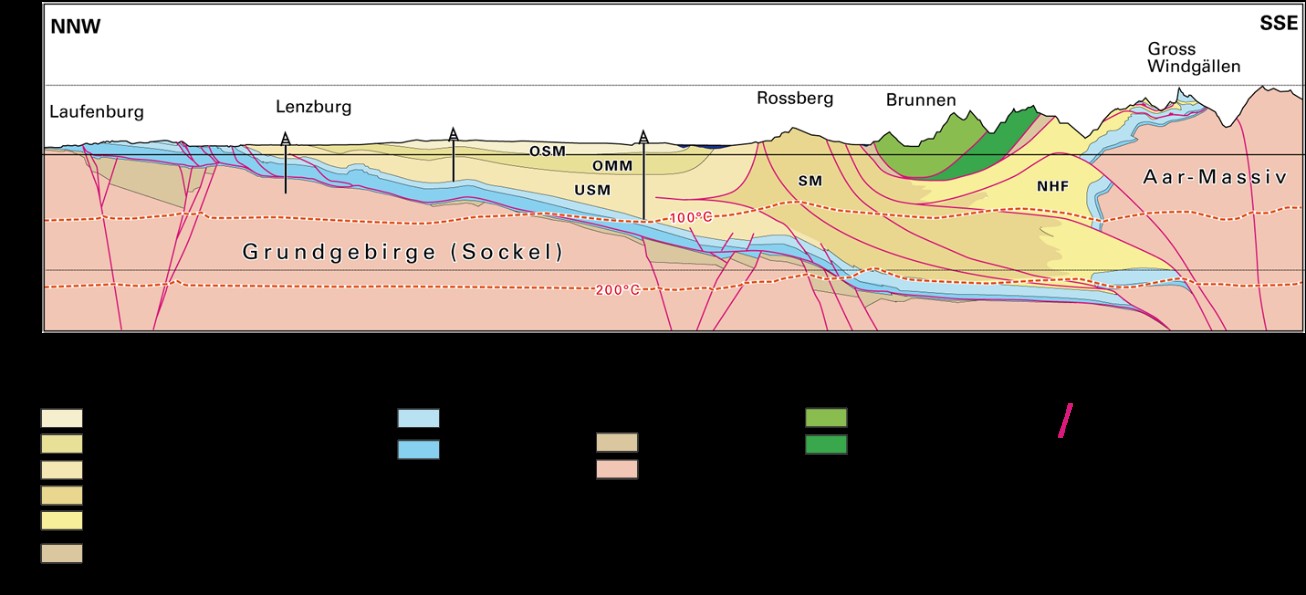 NNW
SSE
Gross
Windgällen
Laufenburg
Lenzburg
Rossberg
Brunnen
OSM
OMM
USM
SM
NHF
Aar-Massiv
100°C
Grundgebirge (Sockel)
200°C